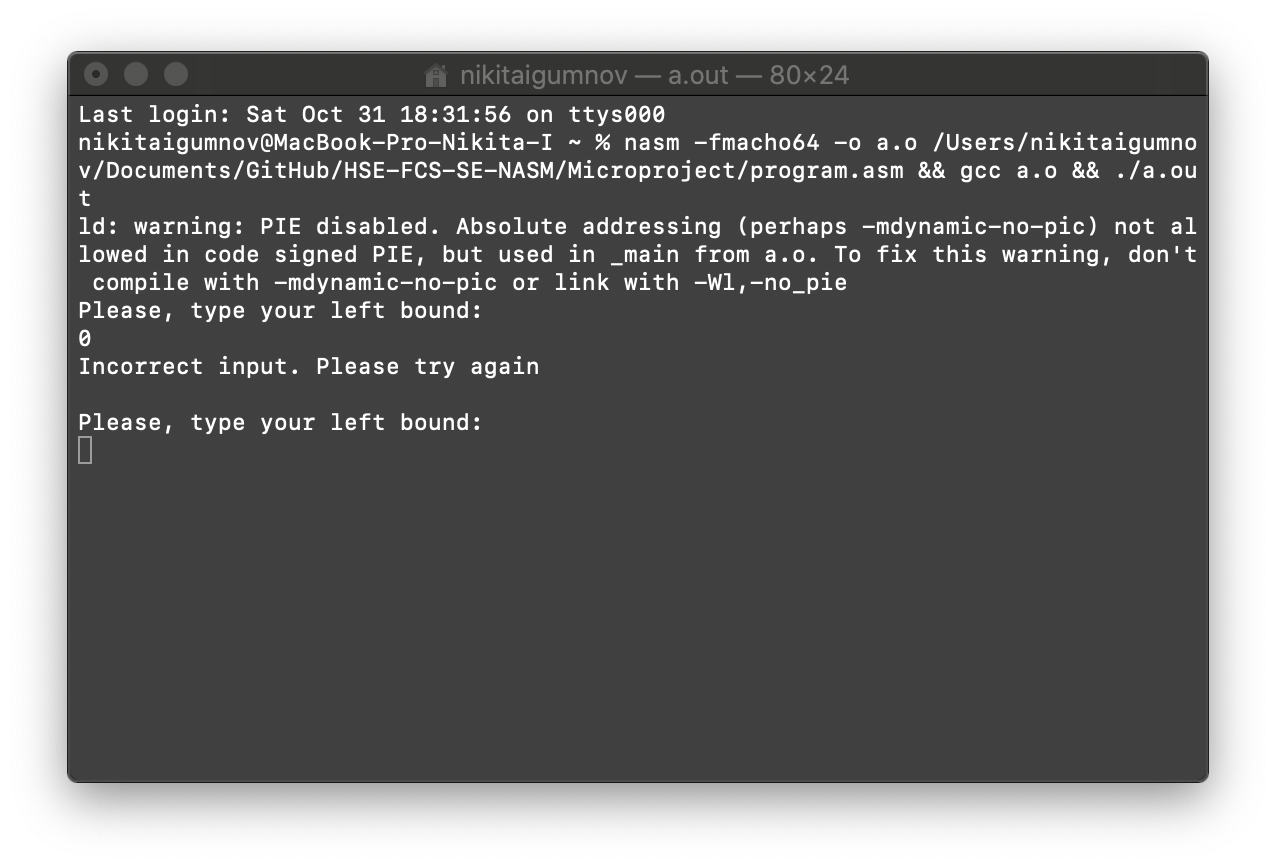 nikitaigumnov — a.out — 80×24
Last login: Sat Oct 31 18:31:56 on ttys000
nikitaigumnov@MacBook-Pro-Nikita-I ~ % nasm -fmacho64 -o a.o /Users/nikitaigumno
v/Documents/GitHub/HSE-FCS-SE-NASM/Microproject/program.asm && gcc a.o && ./a.ou
t
ld: warning: PIE disabled. Absolute addressing (perhaps -mdynamic-no-pic) not al
lowed in code signed PIE, but used in _main from a.o. To fix this warning, don't
 compile with -mdynamic-no-pic or link with -Wl,-no_pie
Please, type your left bound:
0
Incorrect input. Please try again

Please, type your left bound: